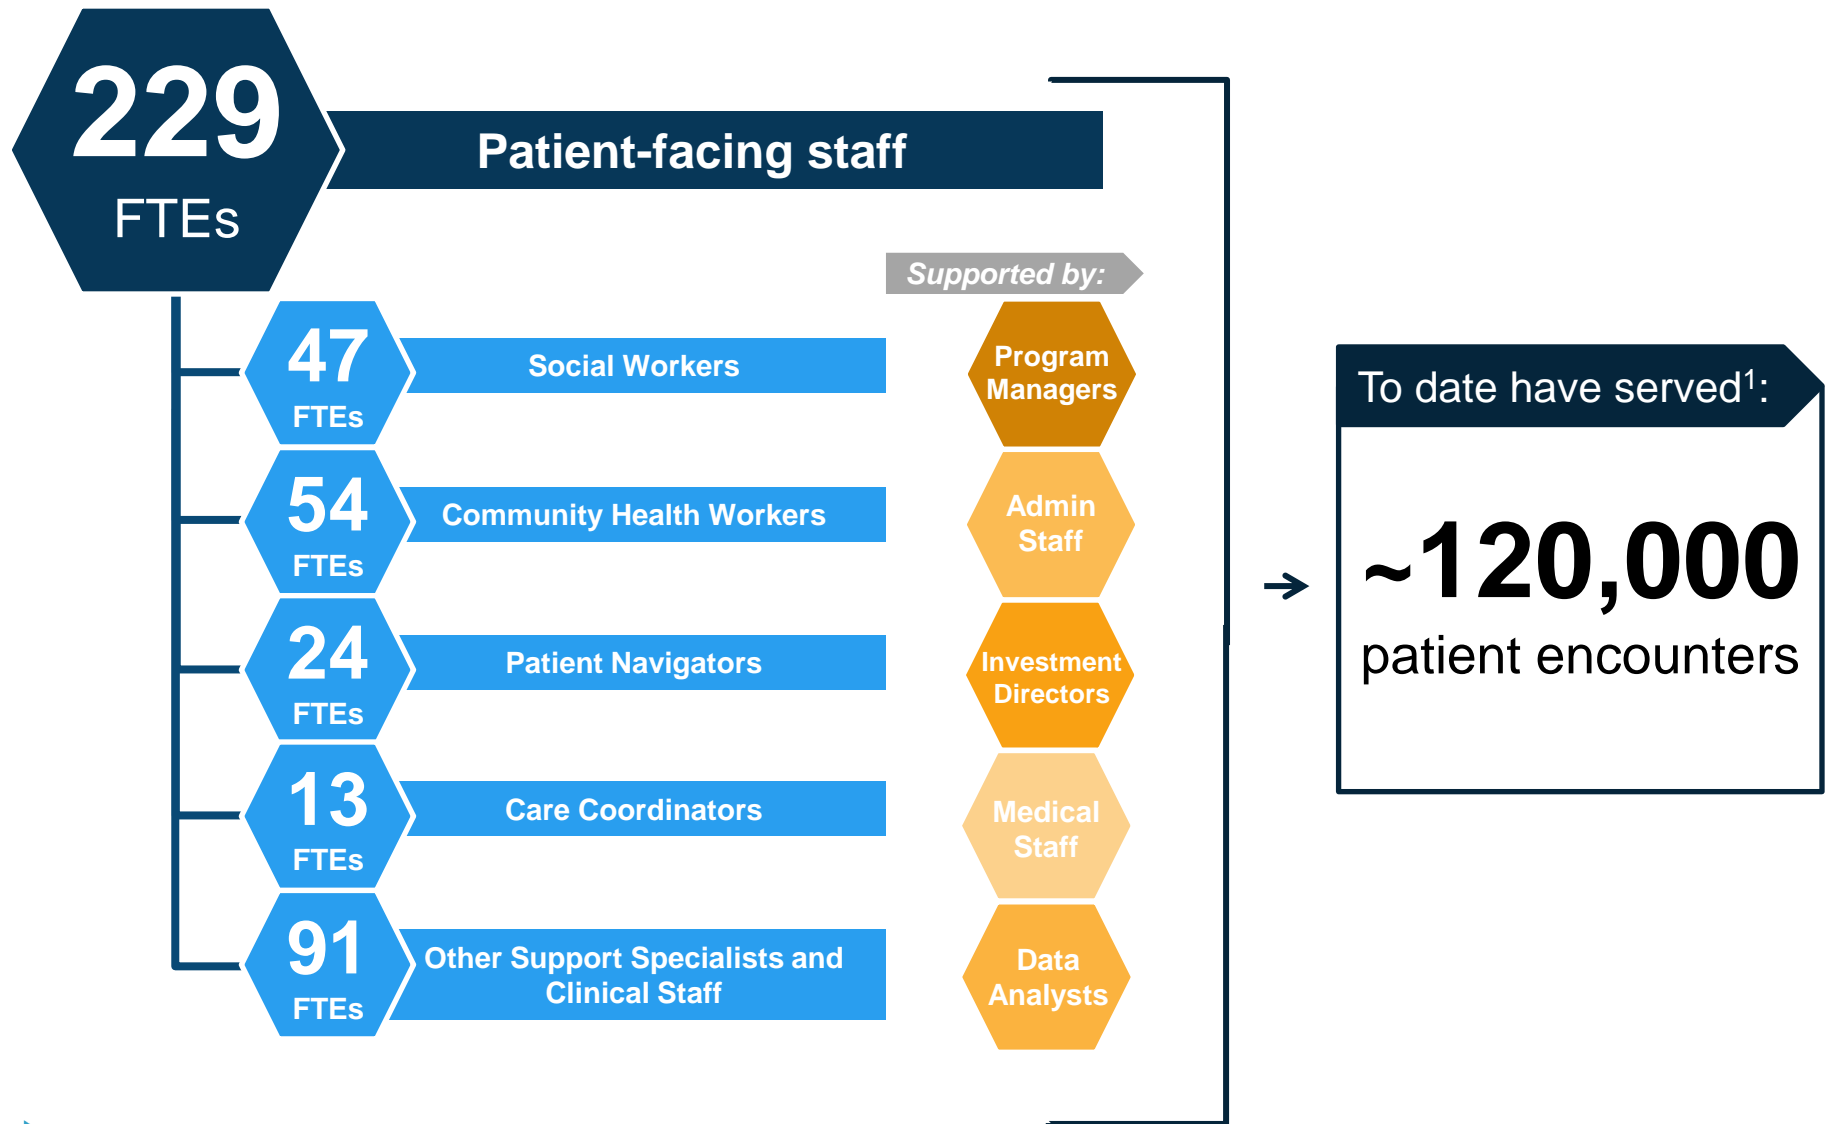 229
FTEs
Patient-facing staff
Supported by:
47
FTEs
Social Workers
54
FTEs
Community Health Workers
24
FTEs
Patient Navigators
13
FTEs
Care Coordinators
91
FTEs
Other Support Specialists and
Clinical Staff
Program
Managers
Admin
Staff
Investment
Directors
Medical
Staff
Data
Analysts
To date have served¹:
~120,000
patient encounters